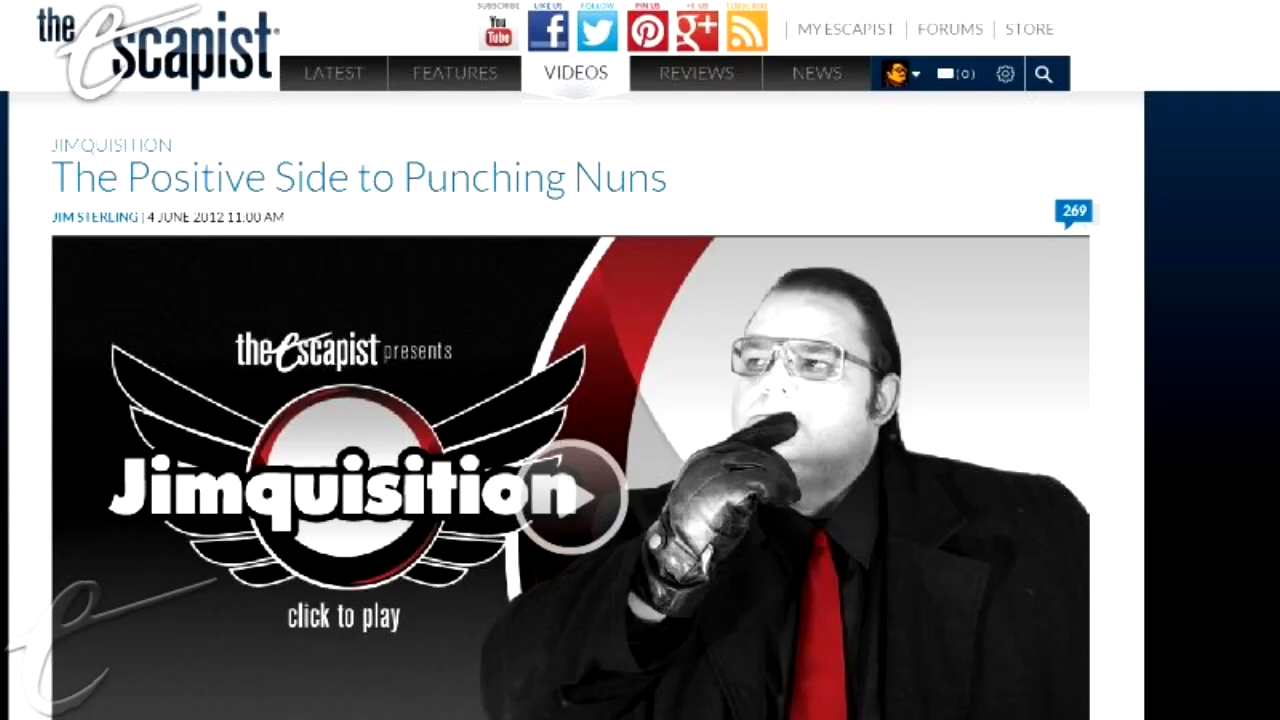 SUBSCRIBE LIKE US FOLLOW PIN US +1 US SUBSCRIBE
the escapist
You Tube
f
g+
MY ESCAPIST | FORUMS | STORE
LATEST FEATURES VIDEOS REVIEWS NEWS (0)
JIMQUISITION
The Positive Side to Punching Nuns
JIM STERLING | 4 JUNE 2012 11:00 AM
269
the escapist presents
Jimquisition
click to play